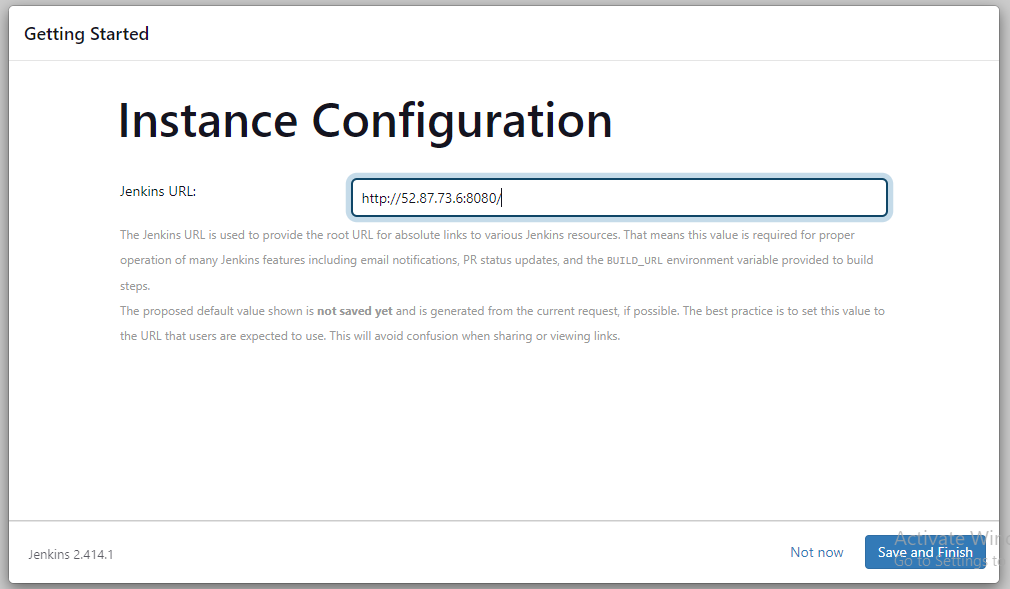 Getting Started
Instance Configuration
Jenkins URL:
http://52.87.73.6:8080/
The Jenkins URL is used to provide the root URL for absolute links to various Jenkins resources. That means this value is required for proper
operation of many Jenkins features including email notifications, PR status updates, and the BUILD_URL environment variable provided to build
steps.
The proposed default value shown is not saved yet and is generated from the current request, if possible. The best practice is to set this value to
the URL that users are expected to use. This will avoid confusion when sharing or viewing links.
Jenkins 2.414.1
Not now
Save and Finish
Activate Win
Go to Settings t